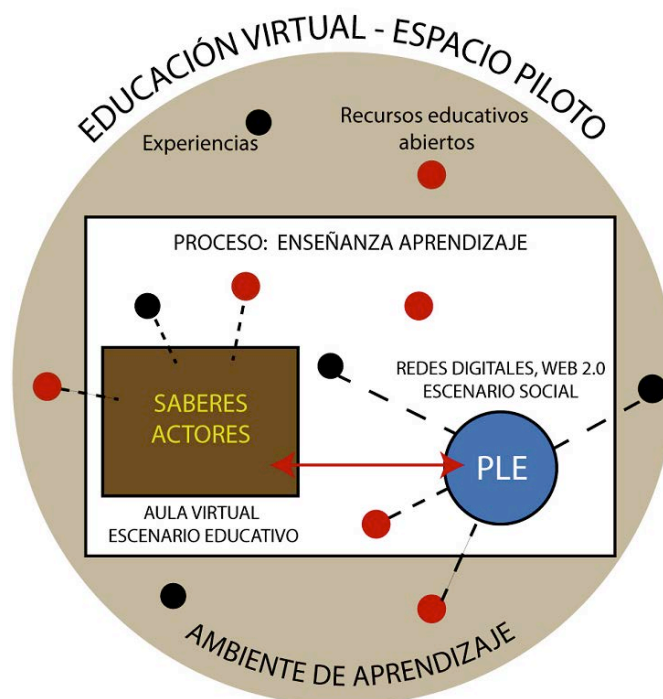 EDUCACIÓN VIRTUAL - ESPACIO PILOTO
Experiencias
Recursos educativos
abiertos
PROCESO: ENSEÑANZA APRENDIZAJE
REDES DIGITALES, WEB 2.0
ESCENARIO SOCIAL
SABERES
ACTORES
PLE
AULA VIRTUAL
ESCENARIO EDUCATIVO
AMBIENTE DE APRENDIZAJE